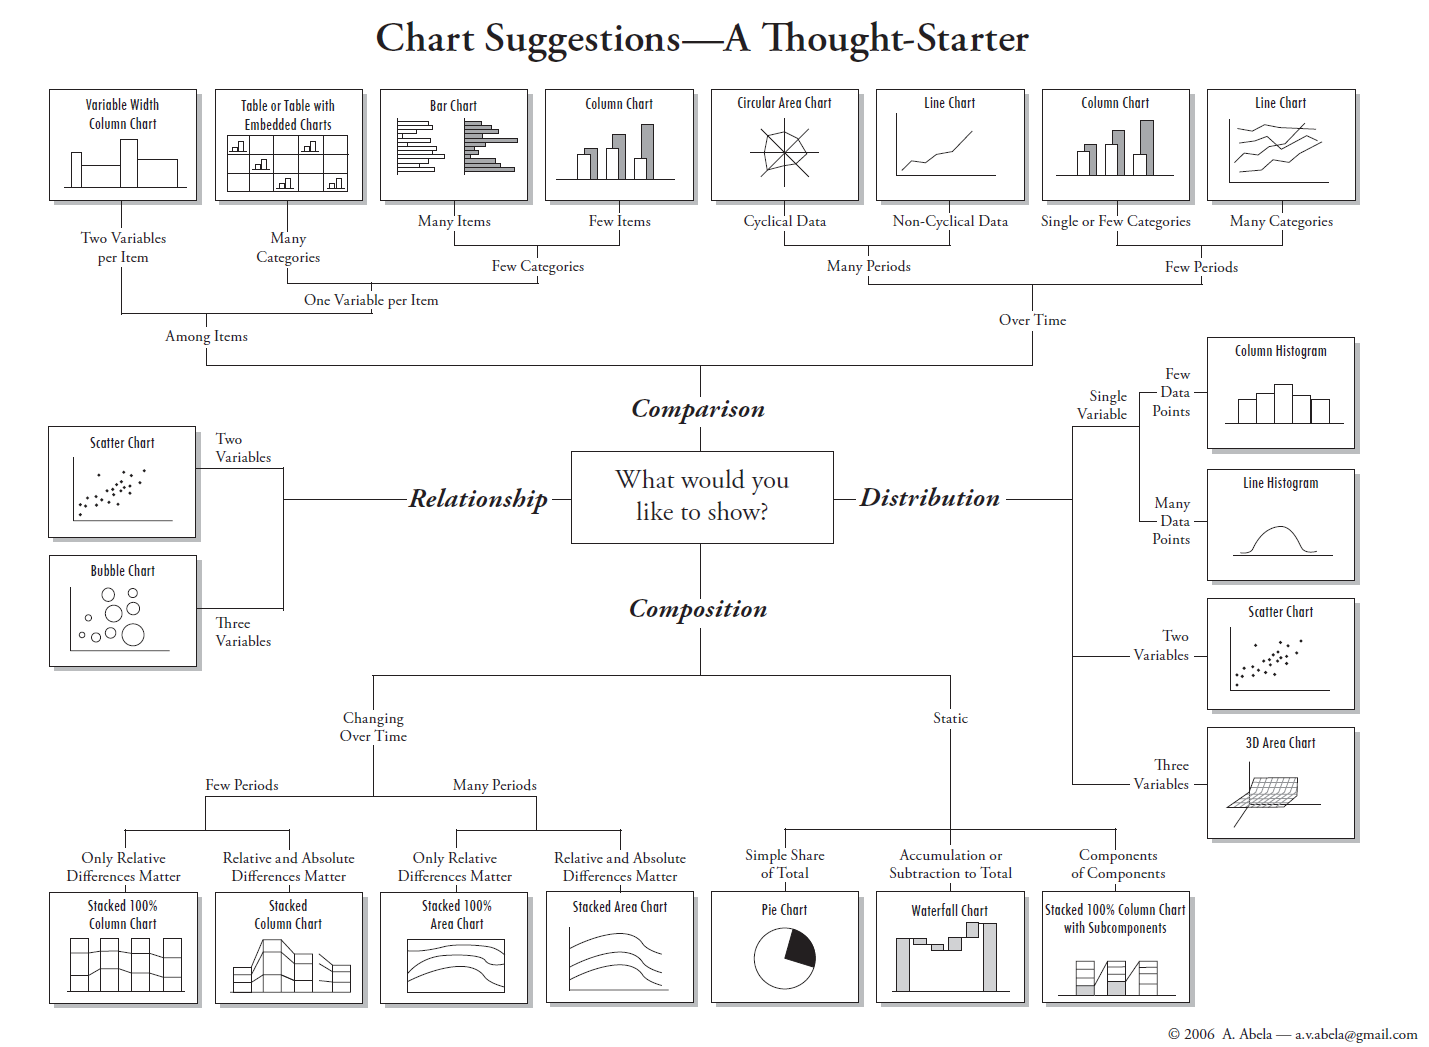 Chart Suggestions—A Thought-Starter
Variable Width
Column Chart
Table or Table with
Embedded Charts
Bar Chart
Column Chart
Circular Area Chart
Line Chart
Column Chart
Line Chart
Two Variables
per Item
Many
Categories
Many Items
Few Items
Cyclical Data
Non-Cyclical Data
Single or Few Categories
Many Categories
Few Categories
Many Periods
Few Periods
One Variable per Item
Over Time
Among Items
Comparison
What would you
like to show?
Relationship
Distribution
Composition
Scatter Chart
Two
Variables
Bubble Chart
Three
Variables
Single
Variable
Few
Data
Points
Column Histogram
Many
Data
Points
Line Histogram
Two
Variables
Scatter Chart
Three
Variables
3D Area Chart
Changing
Over Time
Static
Few Periods
Many Periods
Only Relative
Differences Matter
Relative and Absolute
Differences Matter
Only Relative
Differences Matter
Relative and Absolute
Differences Matter
Simple Share
of Total
Accumulation or
Subtraction to Total
Components
of Components
Stacked 100%
Column Chart
Stacked
Column Chart
Stacked 100%
Area Chart
Stacked Area Chart
Pie Chart
Waterfall Chart
Stacked 100% Column Chart
with Subcomponents
© 2006 A. Abela — a.v.abela@gmail.com